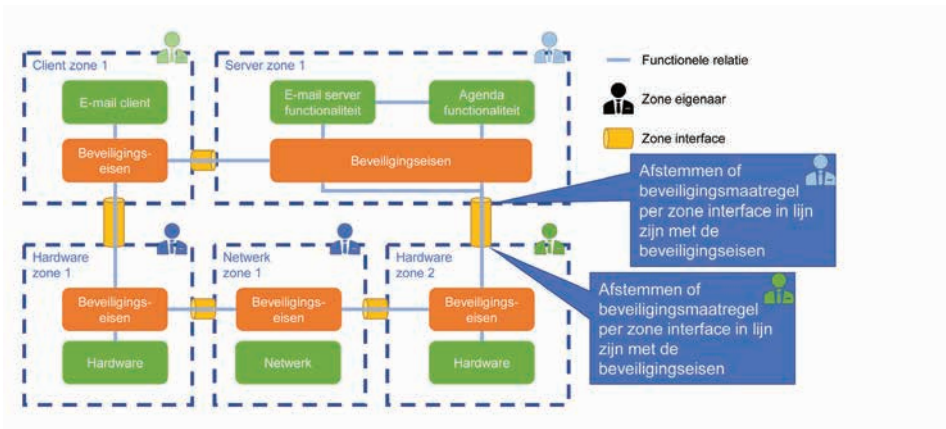 Client zone 1
E-mail client
Beveiligings-
eisen
Server zone 1
E-mail server
functionaliteit
Agenda
functionaliteit
Beveiligingseisen
Functionele relatie
Zone eigenaar
Zone interface
Afstemmen of
beveiligingsmaatregel
per zone interface in lijn
zijn met de
beveiligingseisen
Hardware
zone 1
Beveiligings-
eisen
Hardware
Netwerk
zone 1
Beveiligings-
eisen
Netwerk
Hardware
zone 2
Beveiligings-
eisen
Hardware
Afstemmen of
beveiligingsmaatregel
per zone interface in lijn
zijn met de
beveiligingseisen